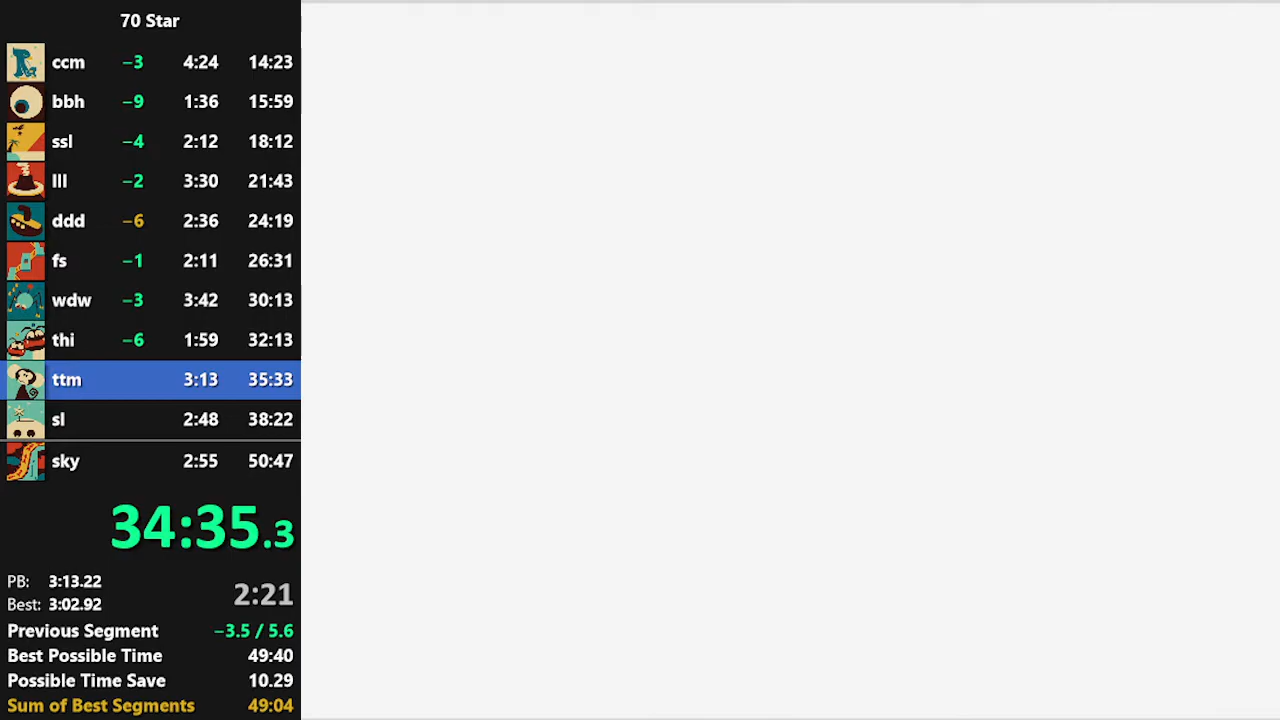 70 Star
ccm −3 4:24 14:23
bbh −9 1:36 15:59
ssl −4 2:12 18:12
lll −2 3:30 21:43
ddd −6 2:36 24:19
fs −1 2:11 26:31
wdw −3 3:42 30:13
thi −6 1:59 32:13
ttm 3:13 35:33
sl 2:48 38:22
sky 2:55 50:47
34:35.3
PB: 3:13.22
2:21
Best: 3:02.92
Previous Segment −3.5 / 5.6
Best Possible Time 49:40
Possible Time Save 10.29
Sum of Best Segments 49:04